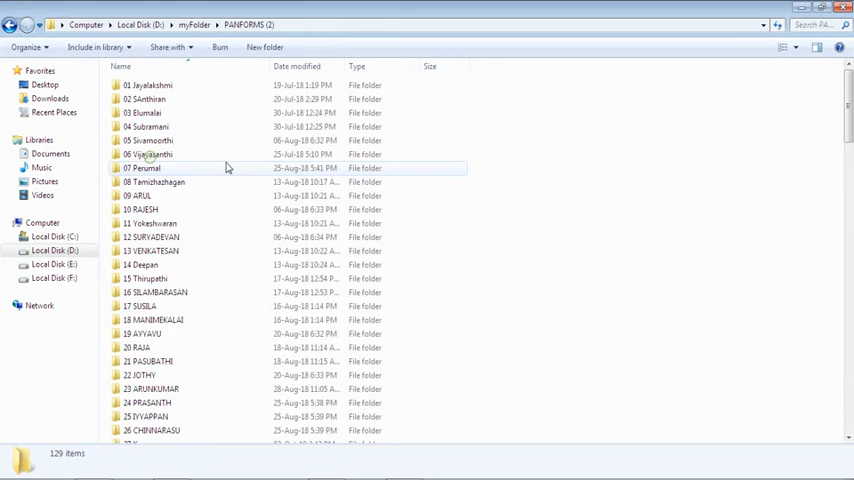 Computer ▸ Local Disk (D:) ▸ myFolder ▸ PANFORMS (2)
Search PA...
Organize Include in library Share with Burn New folder
Name Date modified Type Size
Favorites
Desktop
Downloads
Recent Places
Libraries
Documents
Music
Pictures
Videos
Computer
Local Disk (C:)
Local Disk (D:)
Local Disk (E:)
Local Disk (F:)
Network
01 Jayalakshmi 19-Jul-18 1:19 PM File folder
02 SAnthiran 20-Jul-18 2:29 PM File folder
03 Elumalai 30-Jul-18 12:24 PM File folder
04 Subramani 30-Jul-18 12:25 PM File folder
05 Sivamoorthi 06-Aug-18 6:32 PM File folder
06 Vijayasanthi 25-Jul-18 5:10 PM File folder
07 Perumal 25-Aug-18 5:41 PM File folder
08 Tamizhazhagan 13-Aug-18 10:17 A... File folder
09 ARUL 13-Aug-18 10:21 A... File folder
10 RAJESH 09-Aug-18 6:33 PM File folder
11 Yokeshwaran 13-Aug-18 10:21 A... File folder
12 SURYADEVAN 06-Aug-18 6:34 PM File folder
13 VENKATESAN 13-Aug-18 10:22 A... File folder
14 Deepan 13-Aug-18 10:24 A... File folder
15 Thirupathi 17-Aug-18 12:54 P... File folder
16 SILAMBARASAN 17-Aug-18 12:53 P... File folder
17 SUSILA 16-Aug-18 1:14 PM File folder
18 MANIMEKALAI 16-Aug-18 1:14 PM File folder
19 AYYAVU 20-Aug-18 6:32 PM File folder
20 RAJA 18-Aug-18 11:14 A... File folder
21 PASUBATHI 18-Aug-18 11:15 A... File folder
22 JOTHY 20-Aug-18 6:33 PM File folder
23 ARUNKUMAR 28-Aug-18 11:05 A... File folder
24 PRASANTH 25-Aug-18 5:38 PM File folder
25 IYYAPPAN 25-Aug-18 5:39 PM File folder
26 CHINNARASU 25-Aug-18 5:39 PM File folder
129 items